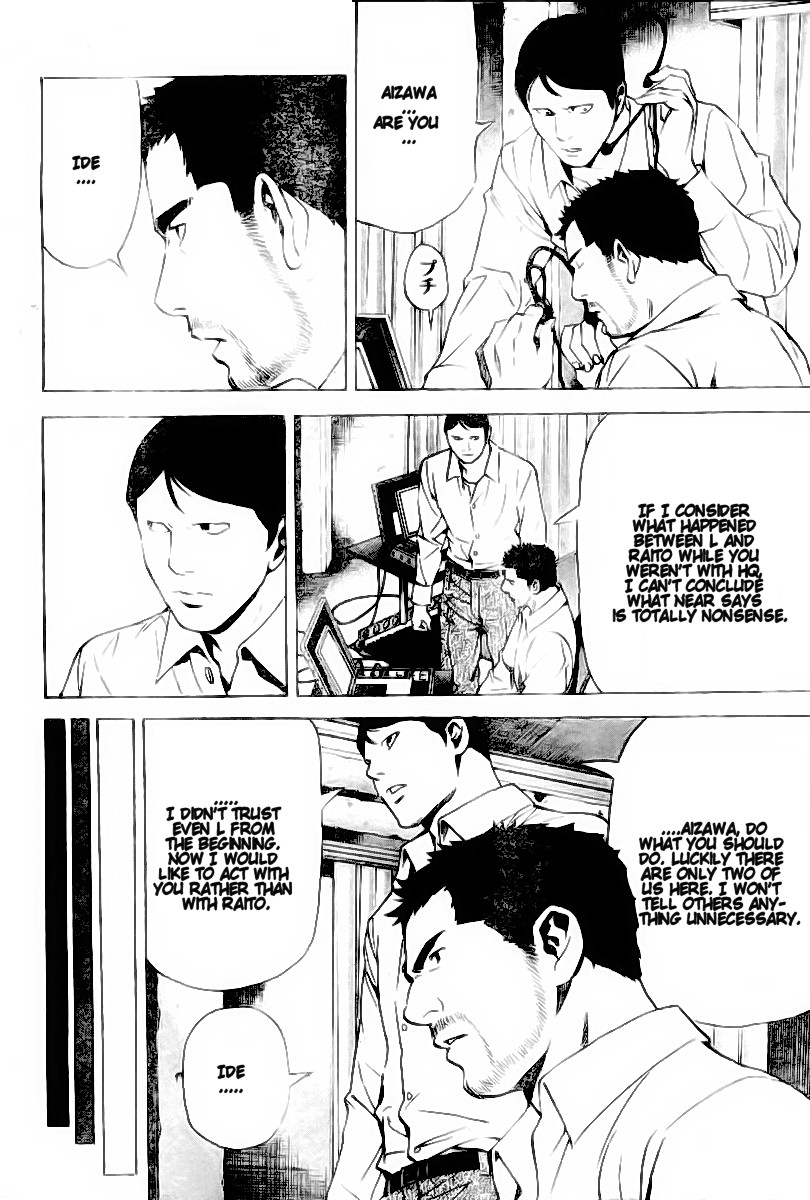 AIZAWA
...
ARE YOU
...
プチ
IDE
....
IF I CONSIDER
WHAT HAPPENED
BETWEEN L AND
RAITO WHILE YOU
WEREN'T WITH HQ,
I CAN'T CONCLUDE
WHAT NEAR SAYS
IS TOTALLY NONSENSE.
....AIZAWA, DO
WHAT YOU SHOULD
DO. LUCKILY THERE
ARE ONLY TWO OF
US HERE. I WON'T
TELL OTHERS ANY-
THING UNNECESSARY.
.....
I DIDN'T TRUST
EVEN L FROM
THE BEGINNING.
NOW I WOULD
LIKE TO ACT WITH
YOU RATHER THAN
WITH RAITO.
IDE
.....